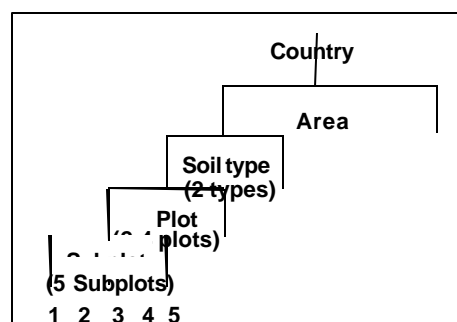 Country
Area
Soil type
(2 types)
Plot
plots)
(5 Subplots)
1 2 3 4 5